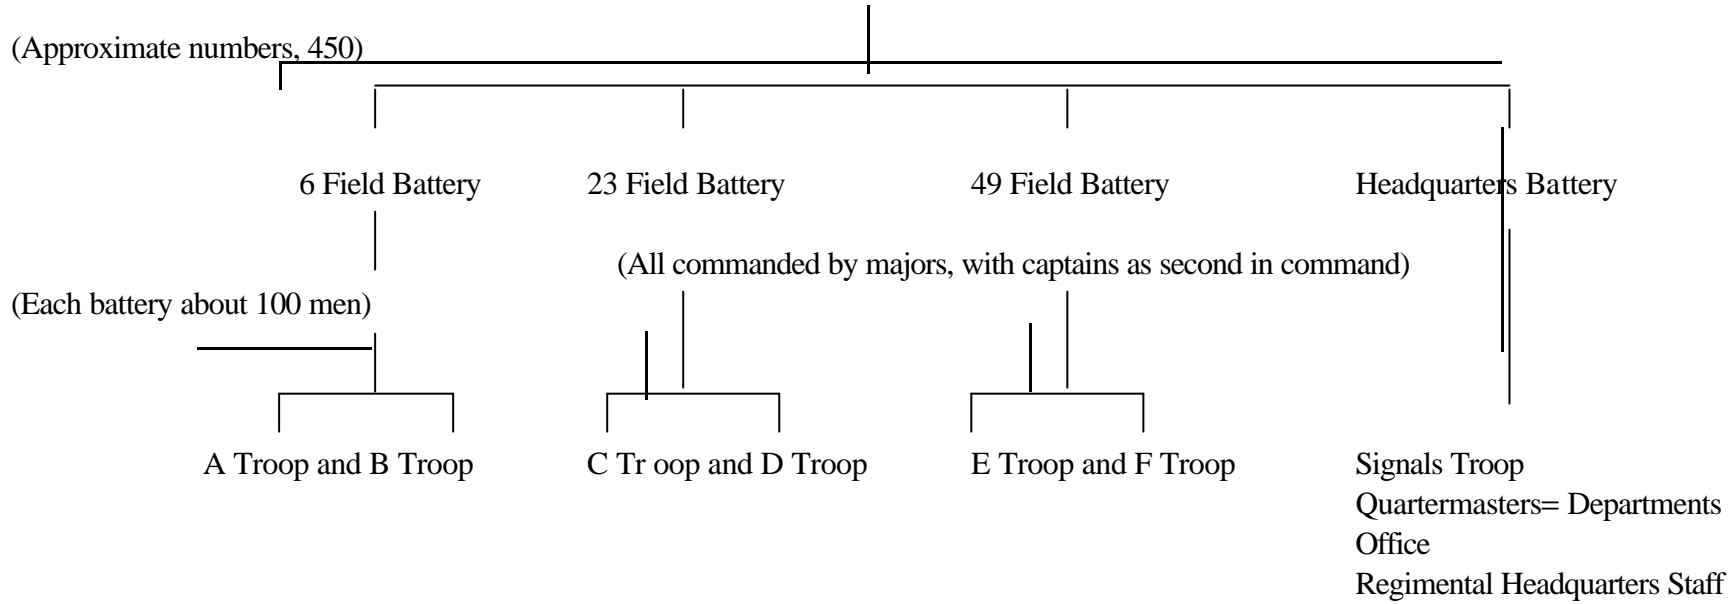 (Approximate numbers, 450)
6 Field Battery 23 Field Battery 49 Field Battery Headquarters Battery
(All commanded by majors, with captains as second in command)
(Each battery about 100 men)
A Troop and B Troop C Tr oop and D Troop E Troop and F Troop Signals Troop
Quartermasters= Departments
Office
Regimental Headquarters Staff